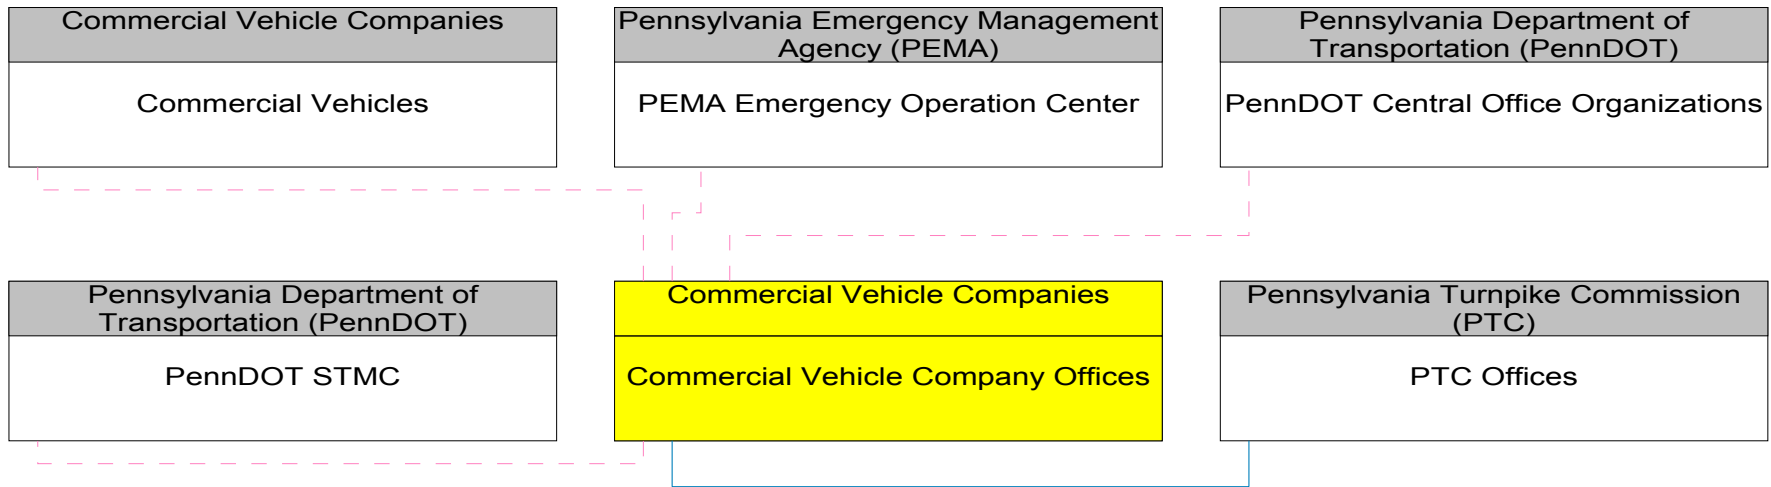 Commercial Vehicle Companies
Commercial Vehicles
Pennsylvania Emergency Management
Agency (PEMA)
PEMA Emergency Operation Center
Pennsylvania Department of
Transportation (PennDOT)
PennDOT Central Office Organizations
Pennsylvania Department of
Transportation (PennDOT)
PennDOT STMC
Commercial Vehicle Companies
Commercial Vehicle Company Offices
Pennsylvania Turnpike Commission
(PTC)
PTC Offices